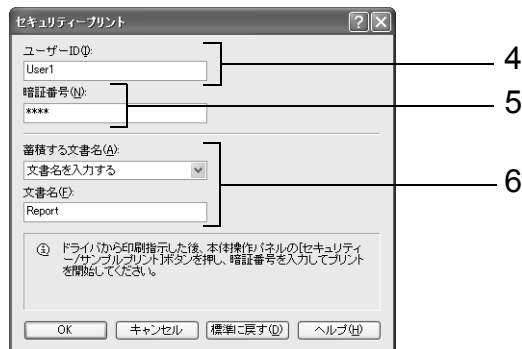 セキュリティープリント
ユーザーID(I):
User1
4
暗証番号(N):
5
****
蓄積する文書名(A):
文書名を入力する
6
文書名(F):
Report
ドライバから印刷指示した後、本体操作パネルの[セキュリティ
ー/サンプルプリント]ボタンを押し、暗証番号を入力してプリント
を開始してください。
OK キャンセル 標準に戻す(D) ヘルプ(H)